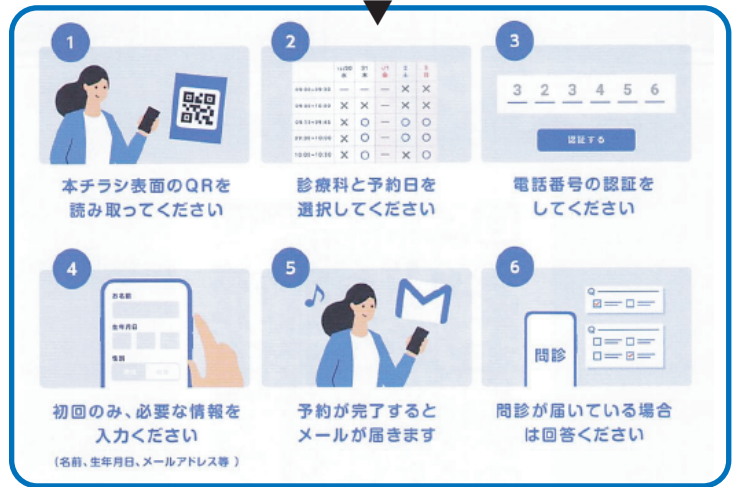 1
本チラシ表面のQRを
読み取ってください
2
診療科と予約日を
選択してください
3
3 2 3 4 5 6
認証する
電話番号の認証を
してください
4
お名前
生年月日
性別
初回のみ、必要な情報を
入力ください
(名前、生年月日、メールアドレス等 )
5
予約が完了すると
メールが届きます
6
問診
Q
Q
問診が届いている場合
は回答ください